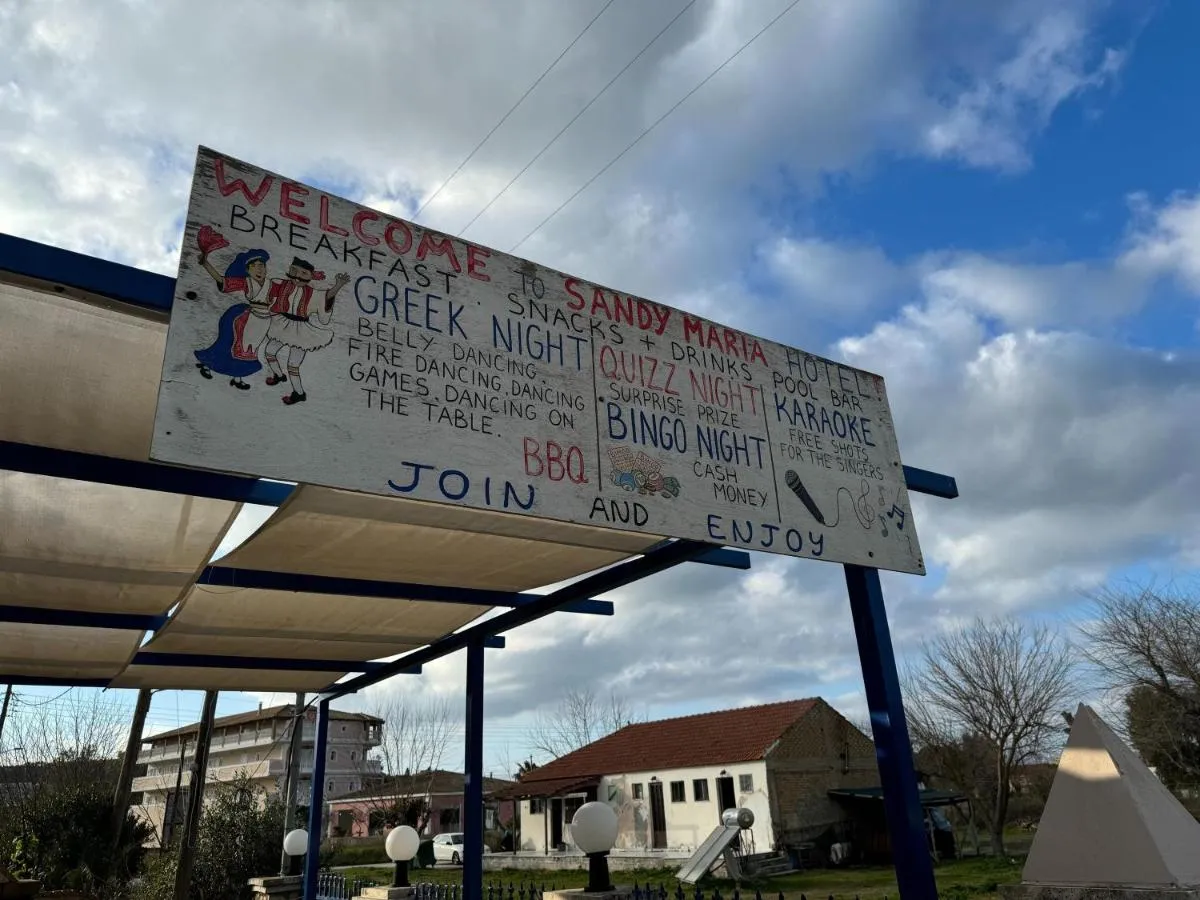 WELCOME TO SANDY MARIA HOTEL
BREAKFAST . SNACKS + DRINKS POOL BAR
GREEK NIGHT
BELLY DANCING
FIRE DANCING, DANCING
GAMES, DANCING ON
THE TABLE.
BBQ
QUIZZ NIGHT
SURPRISE PRIZE
BINGO NIGHT
CASH
MONEY
KARAOKE
FREE SHOTS
FOR THE SINGERS
JOIN AND ENJOY